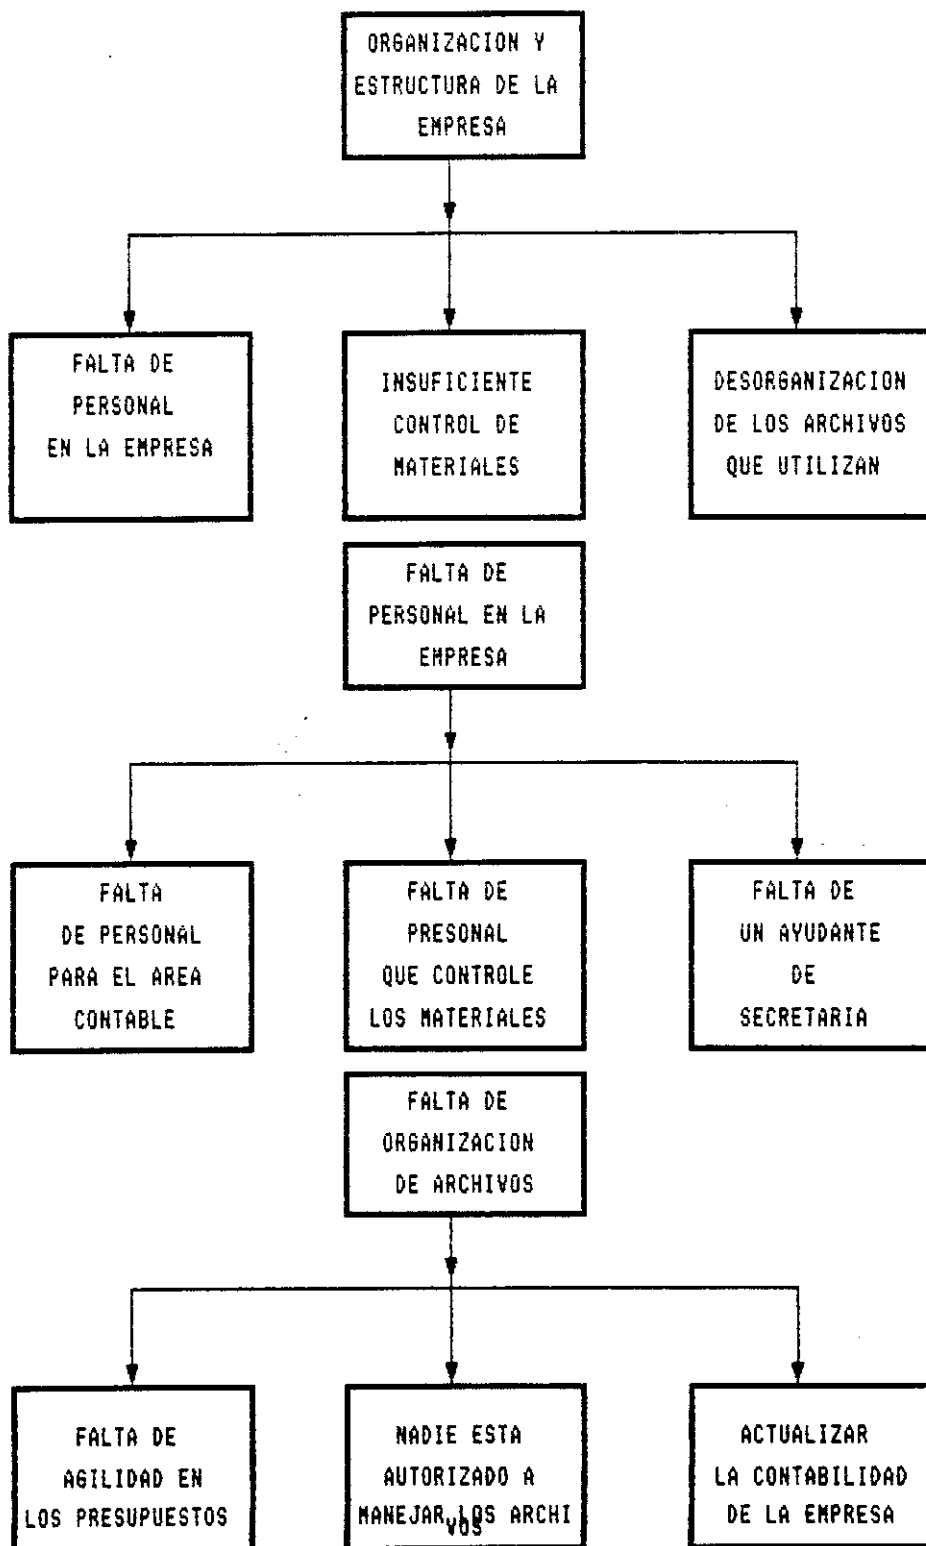 ORGANIZACION Y
ESTRUCTURA DE LA
EMPRESA
FALTA DE
PERSONAL
EN LA EMPRESA
INSUFICIENTE
CONTROL DE
MATERIALES
DESORGANIZACION
DE LOS ARCHIVOS
QUE UTILIZAN
FALTA DE
PERSONAL EN LA
EMPRESA
FALTA
DE PERSONAL
PARA EL AREA
CONTABLE
FALTA DE
PRESONAL
QUE CONTROLE
LOS MATERIALES
FALTA DE
UN AYUDANTE
DE
SECRETARIA
FALTA DE
ORGANIZACION
DE ARCHIVOS
FALTA DE
AGILIDAD EN
LOS PRESUPUESTOS
NADIE ESTA
AUTORIZADO A
MANEJAR LOS ARCHI
VOS
ACTUALIZAR
LA CONTABILIDAD
DE LA EMPRESA